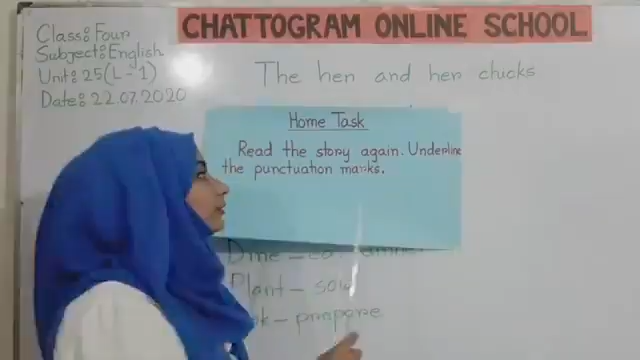 CHATTOGRAM ONLINE SCHOOL
Class: Four
Subject: English
Unit: 25 (L-1)
Date: 22.07.2020
The hen and her chicks
Home Task
Read the story again. Underline
the punctuation marks.
Dine –
Plant – sow
– prepare